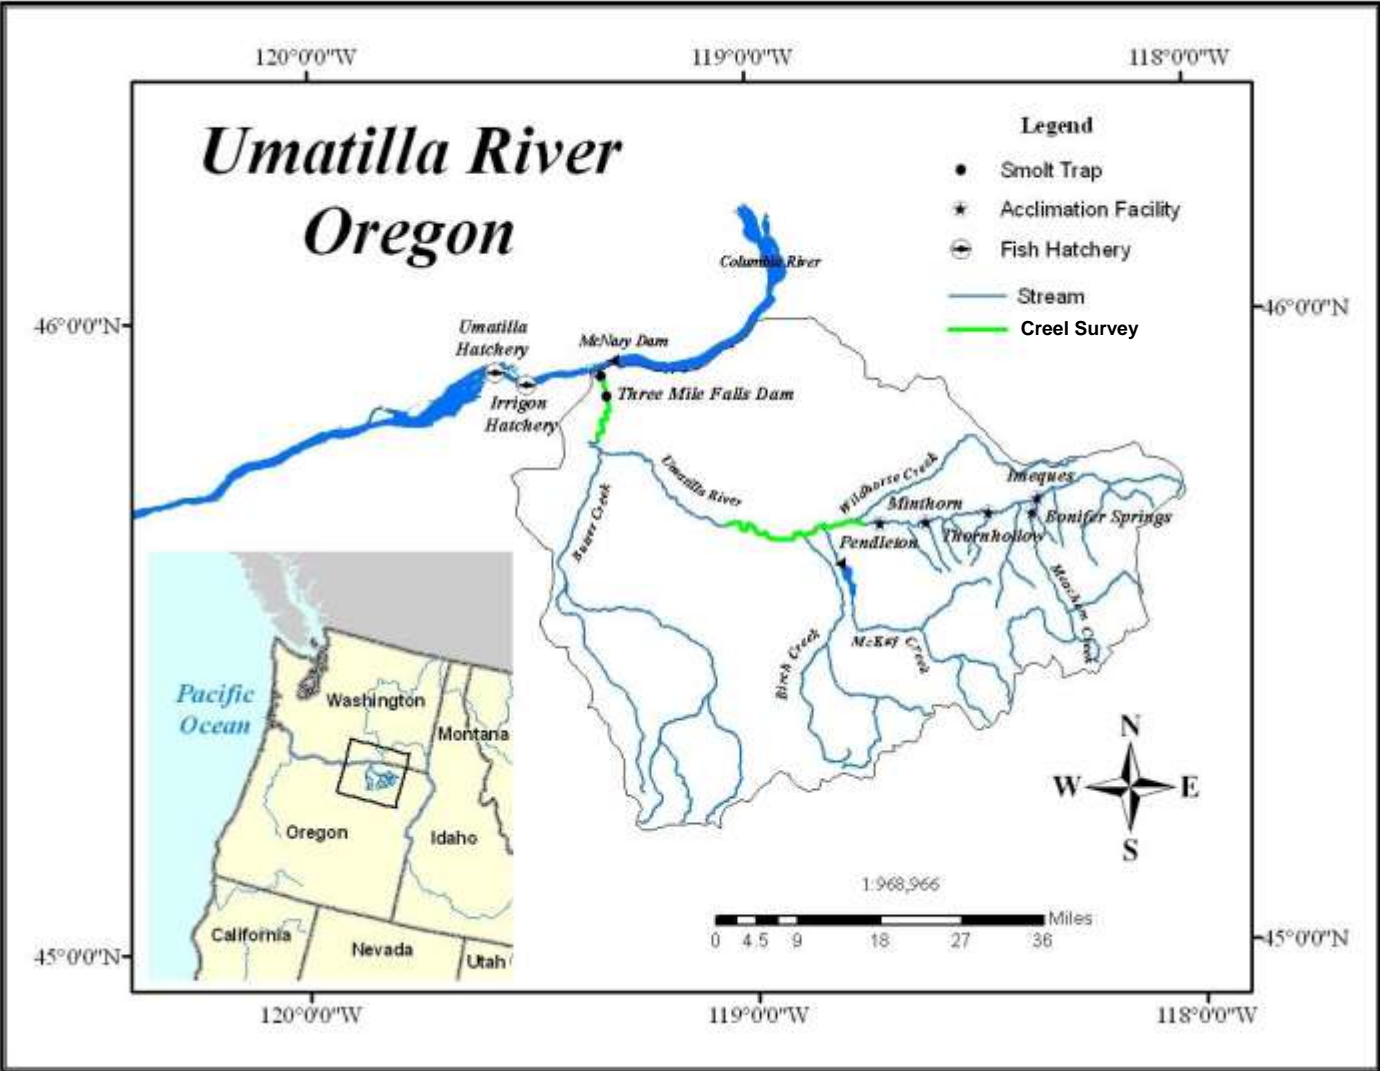 120°0'0"W
119°0'0"W
118°0'0"W
Umatilla River
Oregon
Legend
Smolt Trap
Acclimation Facility
Fish Hatchery
Stream
Creel Survey
Columbia River
46°0'0"N
46°0'0"N
Umatilla
Hatchery
McNary Dam
Irrigon
Hatchery
Three Mile Falls Dam
Umatilla River
Wildhorse Creek
Imeques
Minthorn
Bonifer Springs
Pendleton
Thornhollow
Butter Creek
Meacham Creek
McKay Creek
Birch Creek
Pacific
Ocean
Washington
Montana
Oregon
Idaho
California
Nevada
Utah
N
W
E
S
1:968,966
Miles
0 4.5 9 18 27 36
45°0'0"N
45°0'0"N
120°0'0"W
119°0'0"W
118°0'0"W